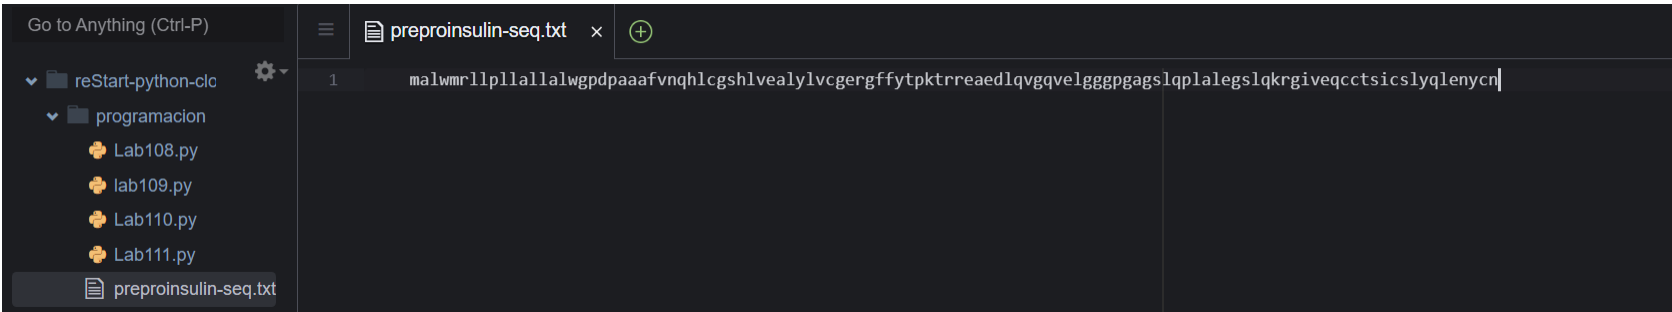 Go to Anything (Ctrl-P)
preproinsulin-seq.txt
reStart-python-clo
programacion
Lab108.py
lab109.py
Lab110.py
Lab111.py
preproinsulin-seq.txt
1 malwmrllpllallalwgpdpaaafvnqhlcgshlvealylvcgergffytpktrreaedlqvgqvelgggpgagslqplalegslqkrgiveqcctsicslyqlenycn